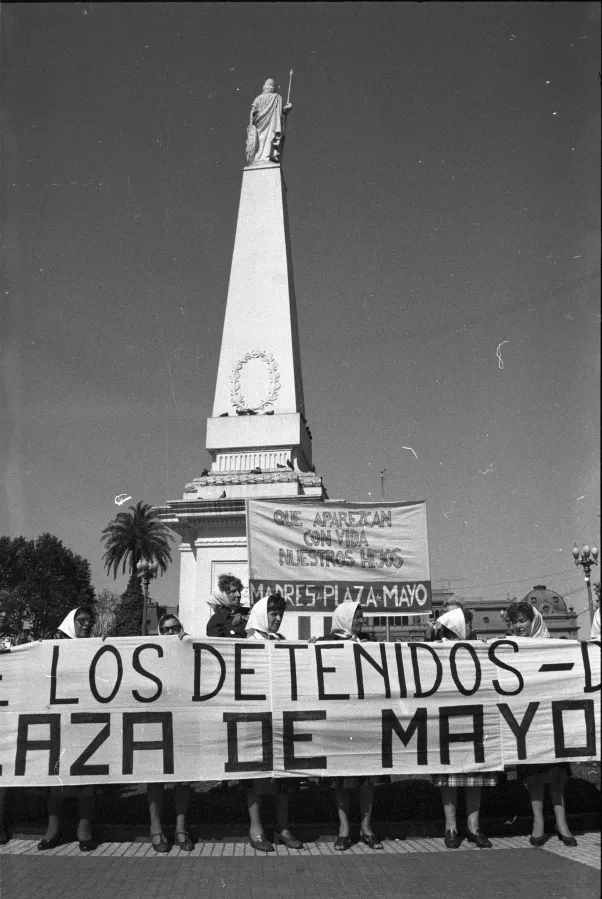 QUE APAREZCAN
CON VIDA
NUESTROS HIJOS
MADRES-PLAZA-MAYO
E LOS DETENIDOS-D
LAZA DE MAYO